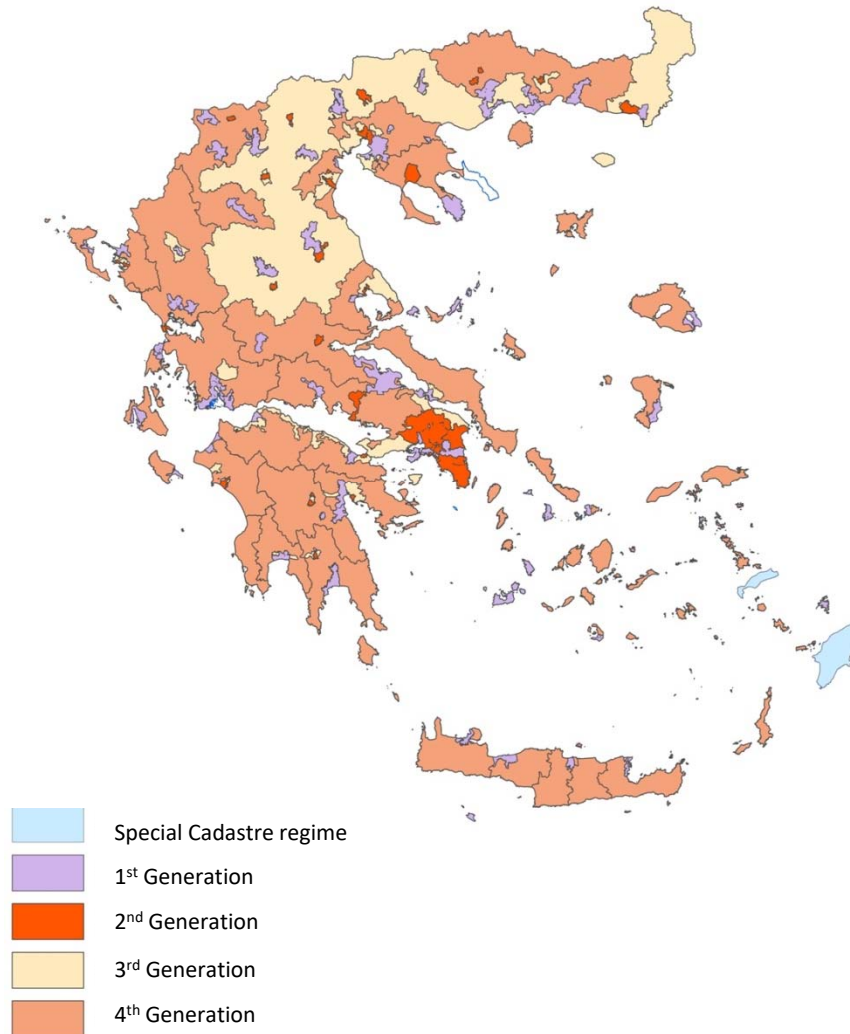 Special Cadastre regime
1st Generation
2nd Generation
3rd Generation
4th Generation